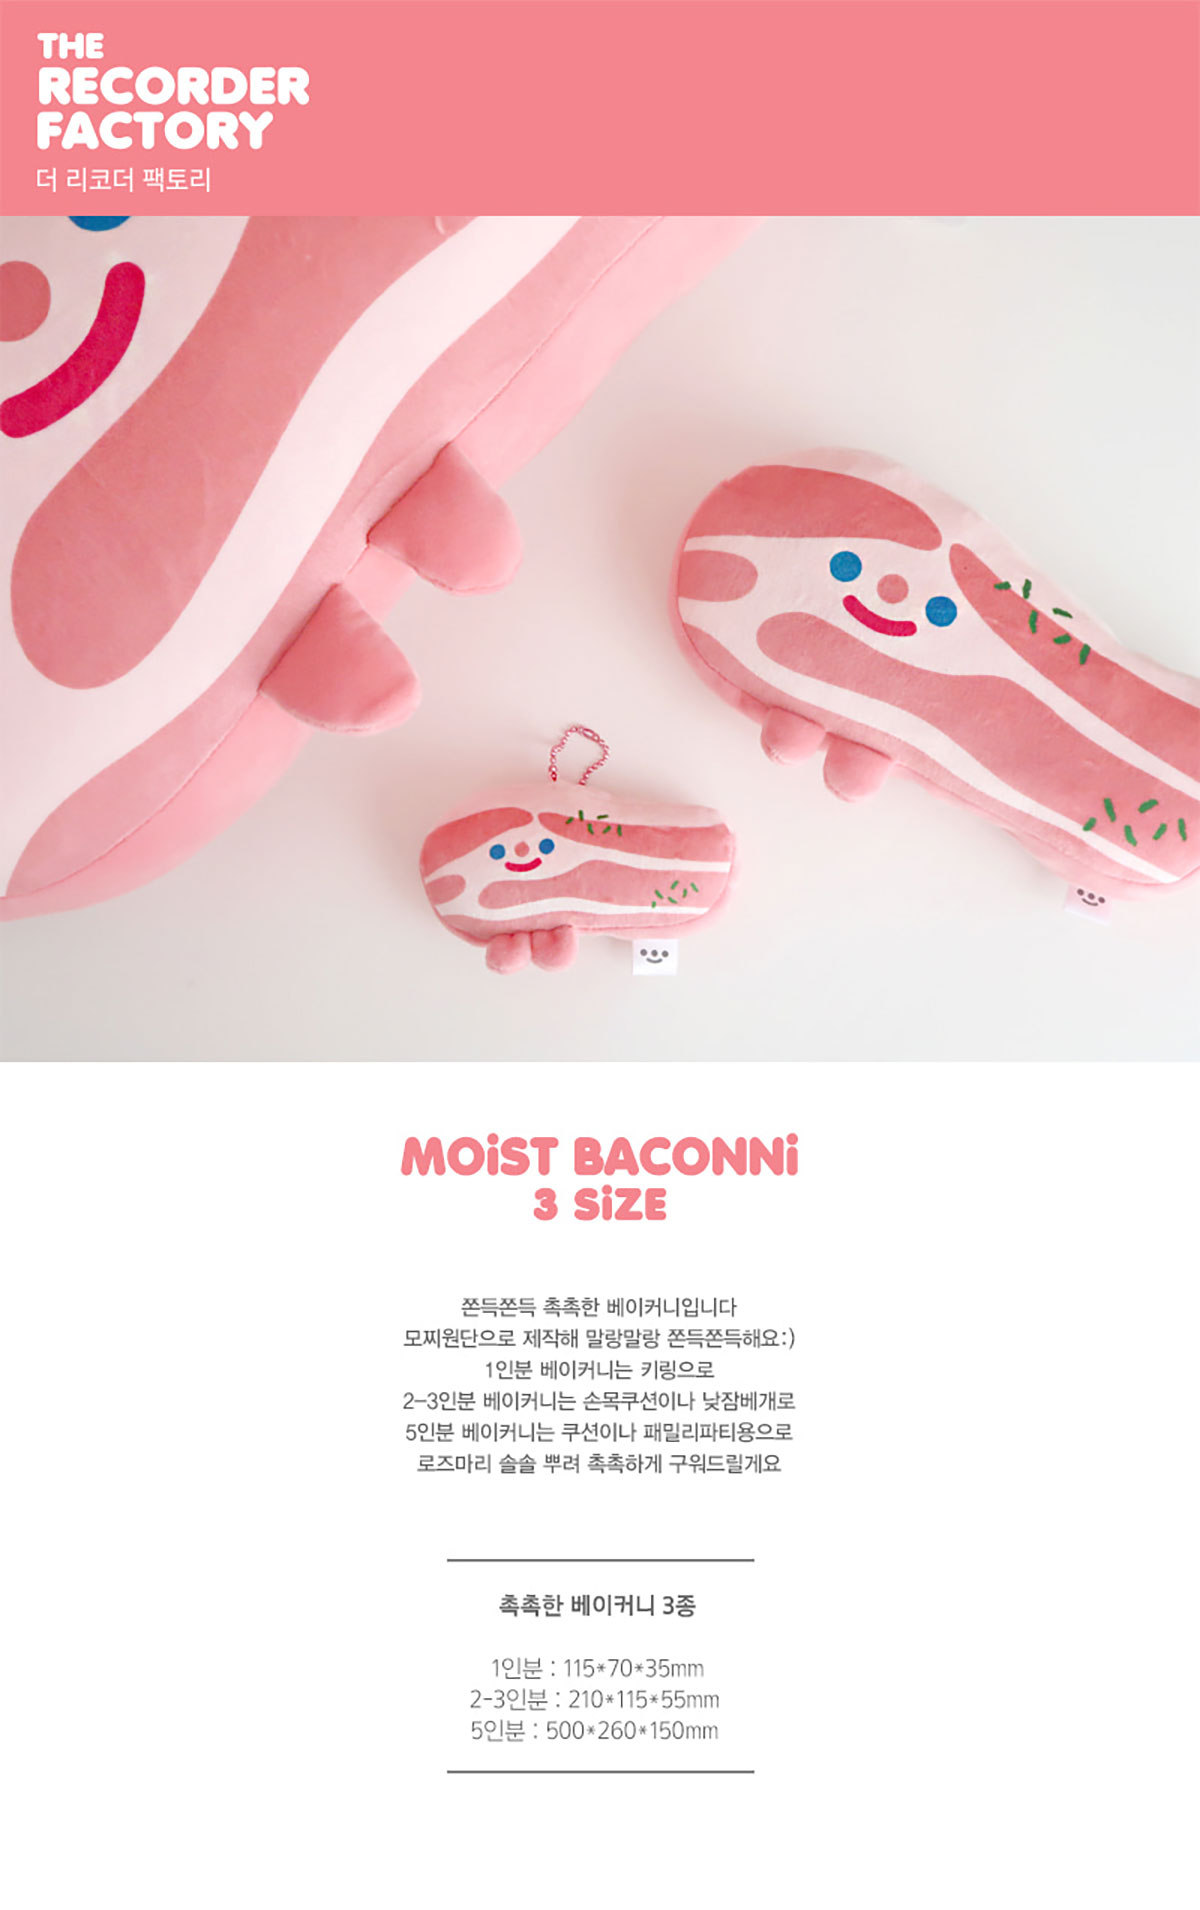 THE
RECORDER
FACTORY
더 리코더 팩토리
MOiST BACONNi
3 SiZE
쫀득쫀득 촉촉한 베이커니입니다
모찌원단으로 제작해 말랑말랑 쫀득쫀득해요:)
1인분 베이커니는 키링으로
2-3인분 베이커니는 손목쿠션이나 낮잠베개로
5인분 베이커니는 쿠션이나 패밀리파티용으로
로즈마리 솔솔 뿌려 촉촉하게 구워드릴게요
촉촉한 베이커니 3종
1인분 : 115*70*35mm
2-3인분 : 210*115*55mm
5인분 : 500*260*150mm